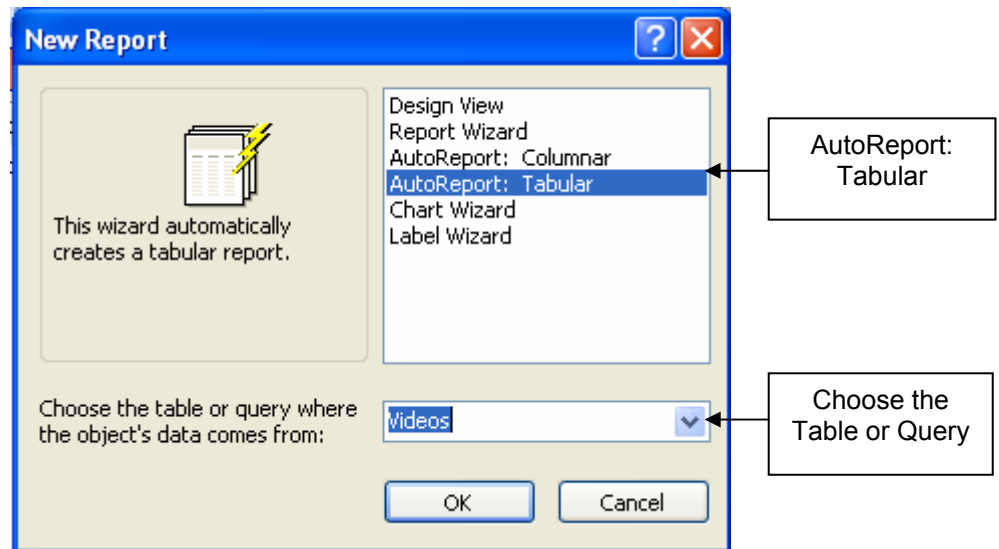 New Report
Design View
Report Wizard
AutoReport: Columnar
AutoReport: Tabular
Chart Wizard
Label Wizard
This wizard automatically
creates a tabular report.
AutoReport:
Tabular
Choose the table or query where
the object's data comes from:
Videos
Choose the
Table or Query
OK
Cancel